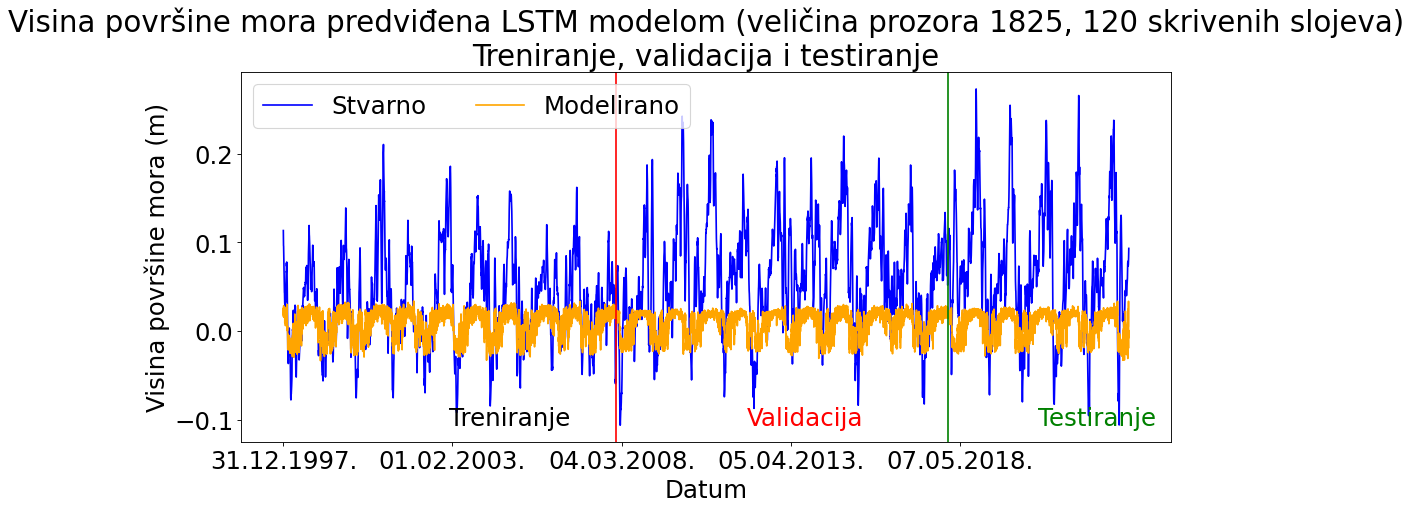 Visina površine mora predviđena LSTM modelom (veličina prozora 1825, 120 skrivenih slojeva)
Treniranje, validacija i testiranje
Stvarno Modelirano
Visina površine mora (m)
0.2
0.1
0.0
−0.1
Treniranje Validacija Testiranje
31.12.1997. 01.02.2003. 04.03.2008. 05.04.2013. 07.05.2018.
Datum